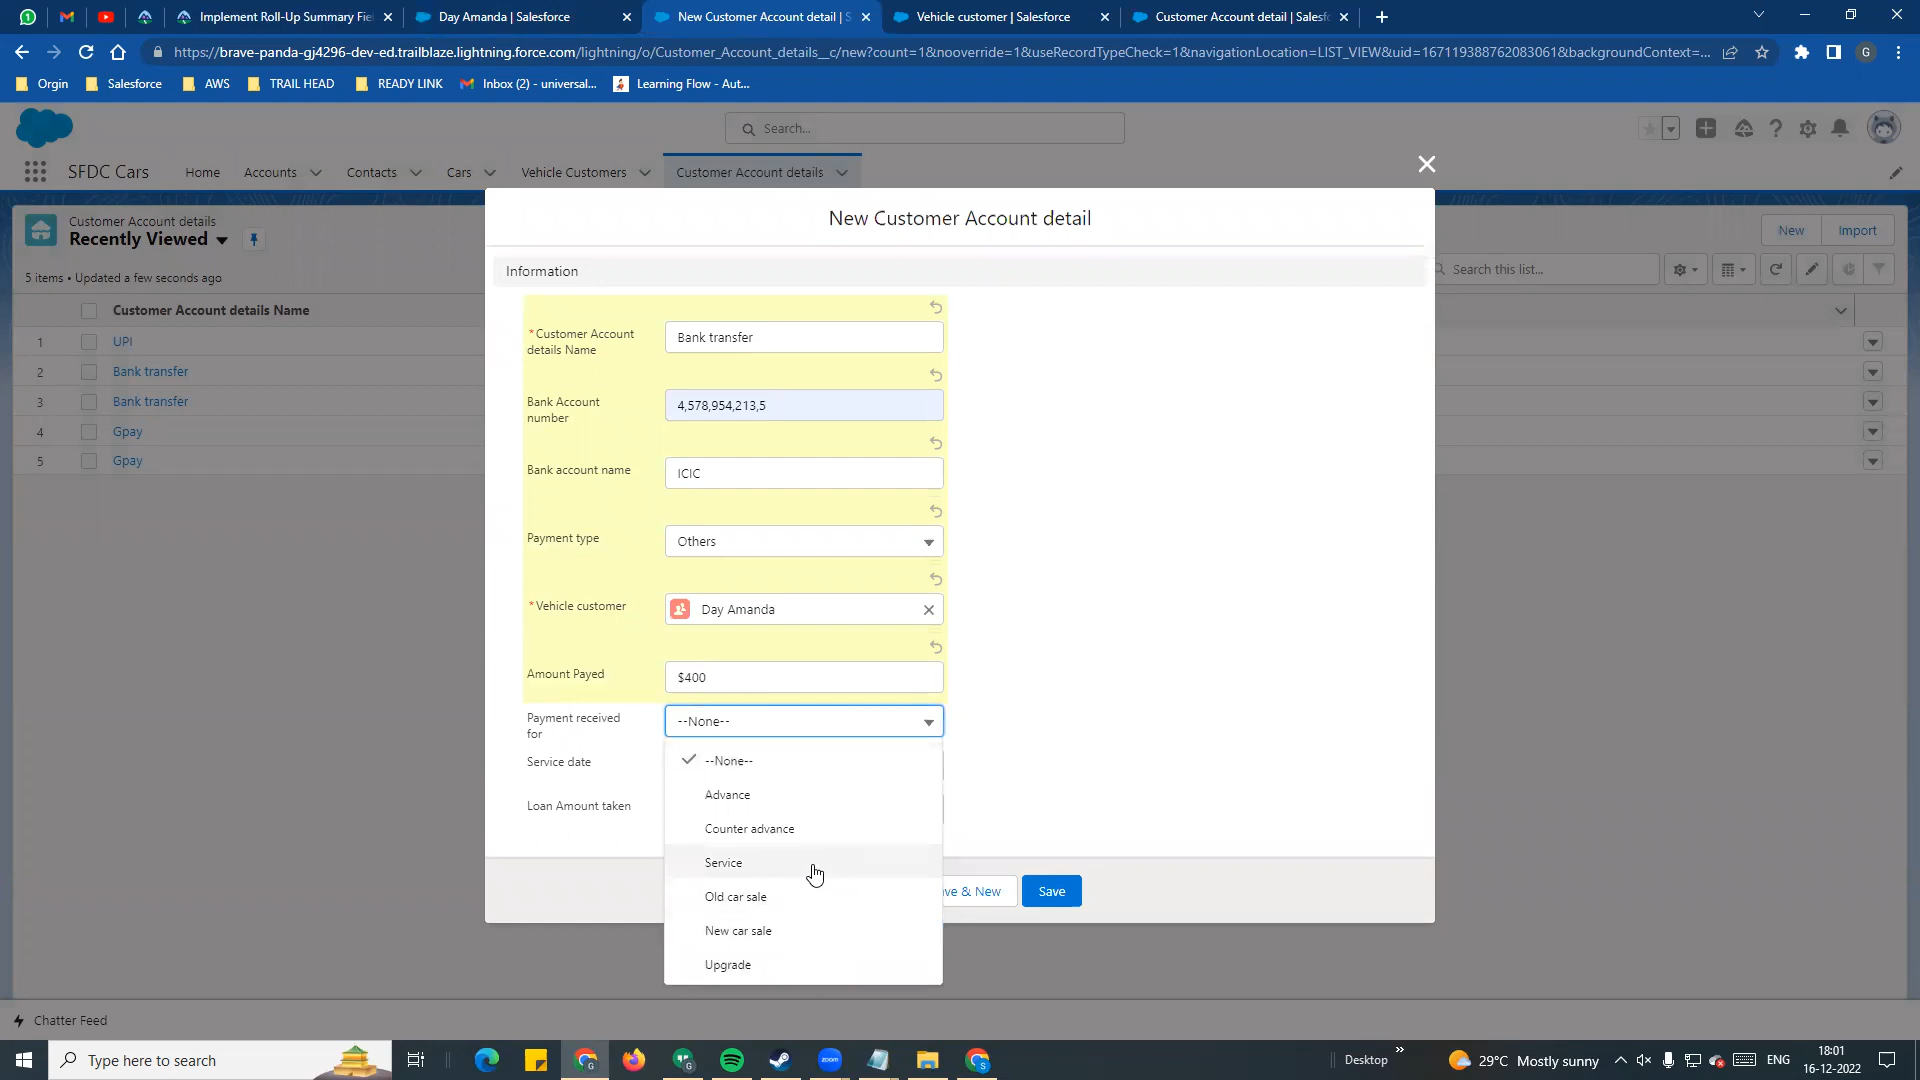 Implement Roll-Up Summary Fie
Day Amanda | Salesforce
New Customer Account detail | S
Vehicle customer | Salesforce
Customer Account detail | Salesfo
https://brave-panda-gj4296-dev-ed.trailblaze.lightning.force.com/lightning/o/Customer_Account_details__c/new?count=1&nooverride=1&useRecordTypeCheck=1&navigationLocation=LIST_VIEW&uid=167119388762083061&backgroundContext=...
G
Orgin
Salesforce
AWS
TRAIL HEAD
READY LINK
Inbox (2) - universal...
Learning Flow - Aut...
Search...
SFDC Cars
Home
Accounts
Contacts
Cars
Vehicle Customers
Customer Account details
Customer Account details
Recently Viewed
5 items • Updated a few seconds ago
New
Import
Search this list...
Customer Account details Name
1 UPI
2 Bank transfer
3 Bank transfer
4 Gpay
5 Gpay
New Customer Account detail
Information
*Customer Account details Name
Bank transfer
Bank Account number
4,578,954,213,5
Bank account name
ICIC
Payment type
Others
*Vehicle customer
Day Amanda
Amount Payed
$400
Payment received for
--None--
Service date
Loan Amount taken
--None--
Advance
Counter advance
Service
Old car sale
New car sale
Upgrade
ve & New
Save
Chatter Feed
Type here to search
Desktop
29°C Mostly sunny
ENG
18:01
16-12-2022